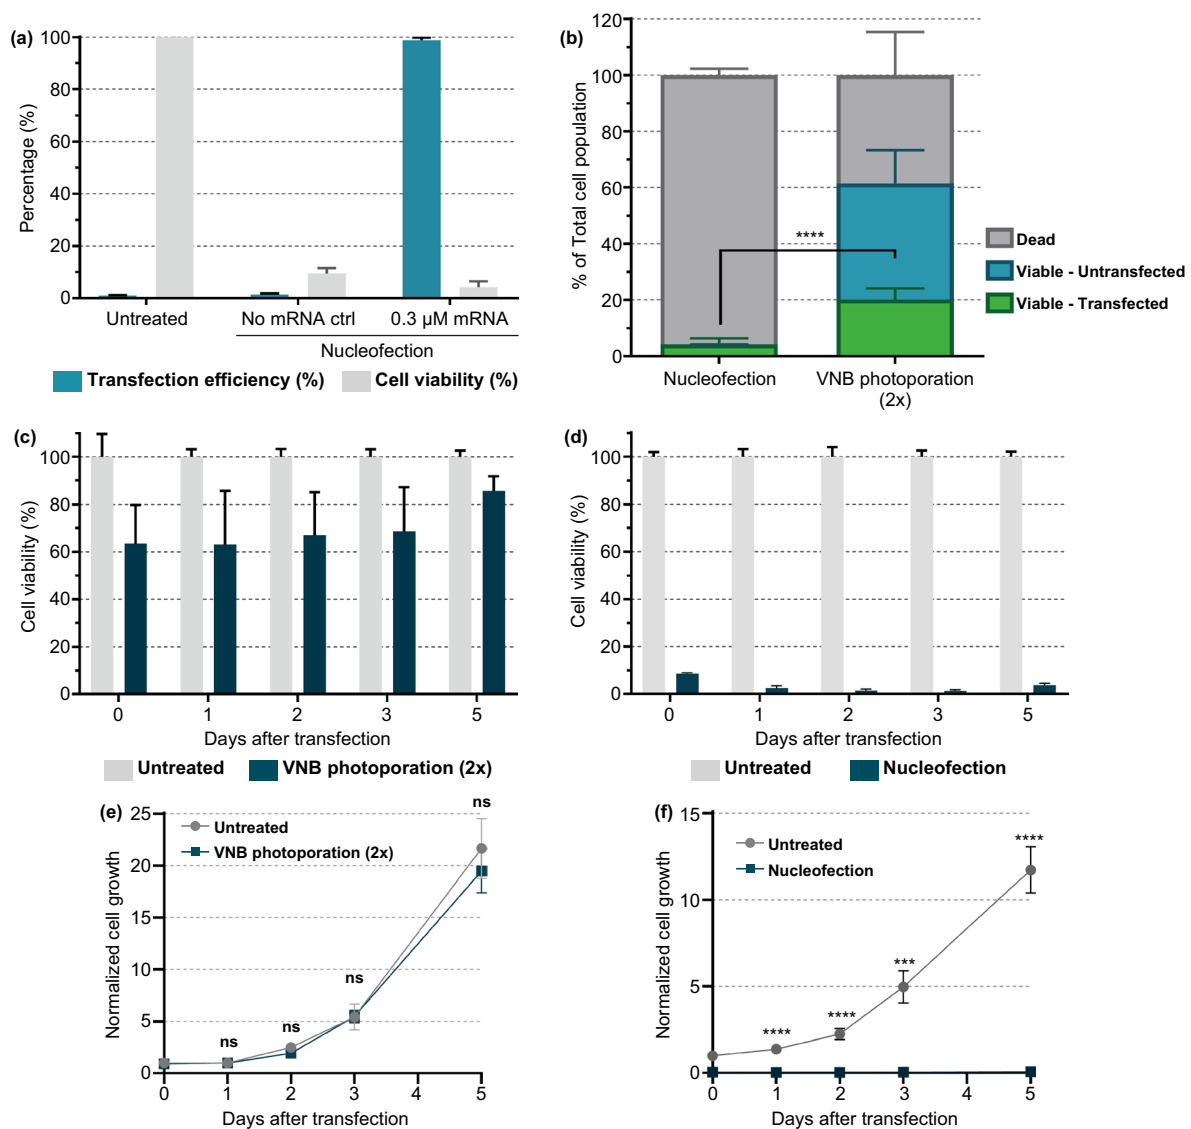 (a)
Percentage (%)
100
80
60
40
20
0
Untreated
No mRNA ctrl
0.3 µM mRNA
Nucleofection
Transfection efficiency (%)
Cell viability (%)
(b)
% of Total cell population
120
100
80
60
40
20
0
****
Nucleofection
VNB photoporation
(2x)
Dead
Viable - Untransfected
Viable - Transfected
(c)
Cell viability (%)
100
80
60
40
20
0
0 1 2 3 5
Days after transfection
Untreated
VNB photoporation (2x)
(d)
Cell viability (%)
100
80
60
40
20
0
0 1 2 3 5
Days after transfection
Untreated
Nucleofection
(e)
Normalized cell growth
25
20
15
10
5
0
Untreated
VNB photoporation (2x)
ns
ns
ns
ns
0 1 2 3 4 5
Days after transfection
(f)
Normalized cell growth
15
10
5
0
Untreated
Nucleofection
****
****
***
****
0 1 2 3 4 5
Days after transfection